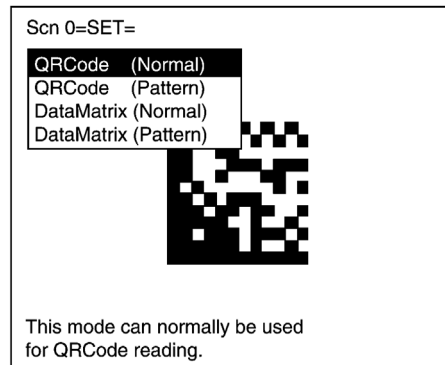 Scn 0=SET=
QRCode (Normal)
QRCode (Pattern)
DataMatrix (Normal)
DataMatrix (Pattern)
This mode can normally be used
for QRCode reading.